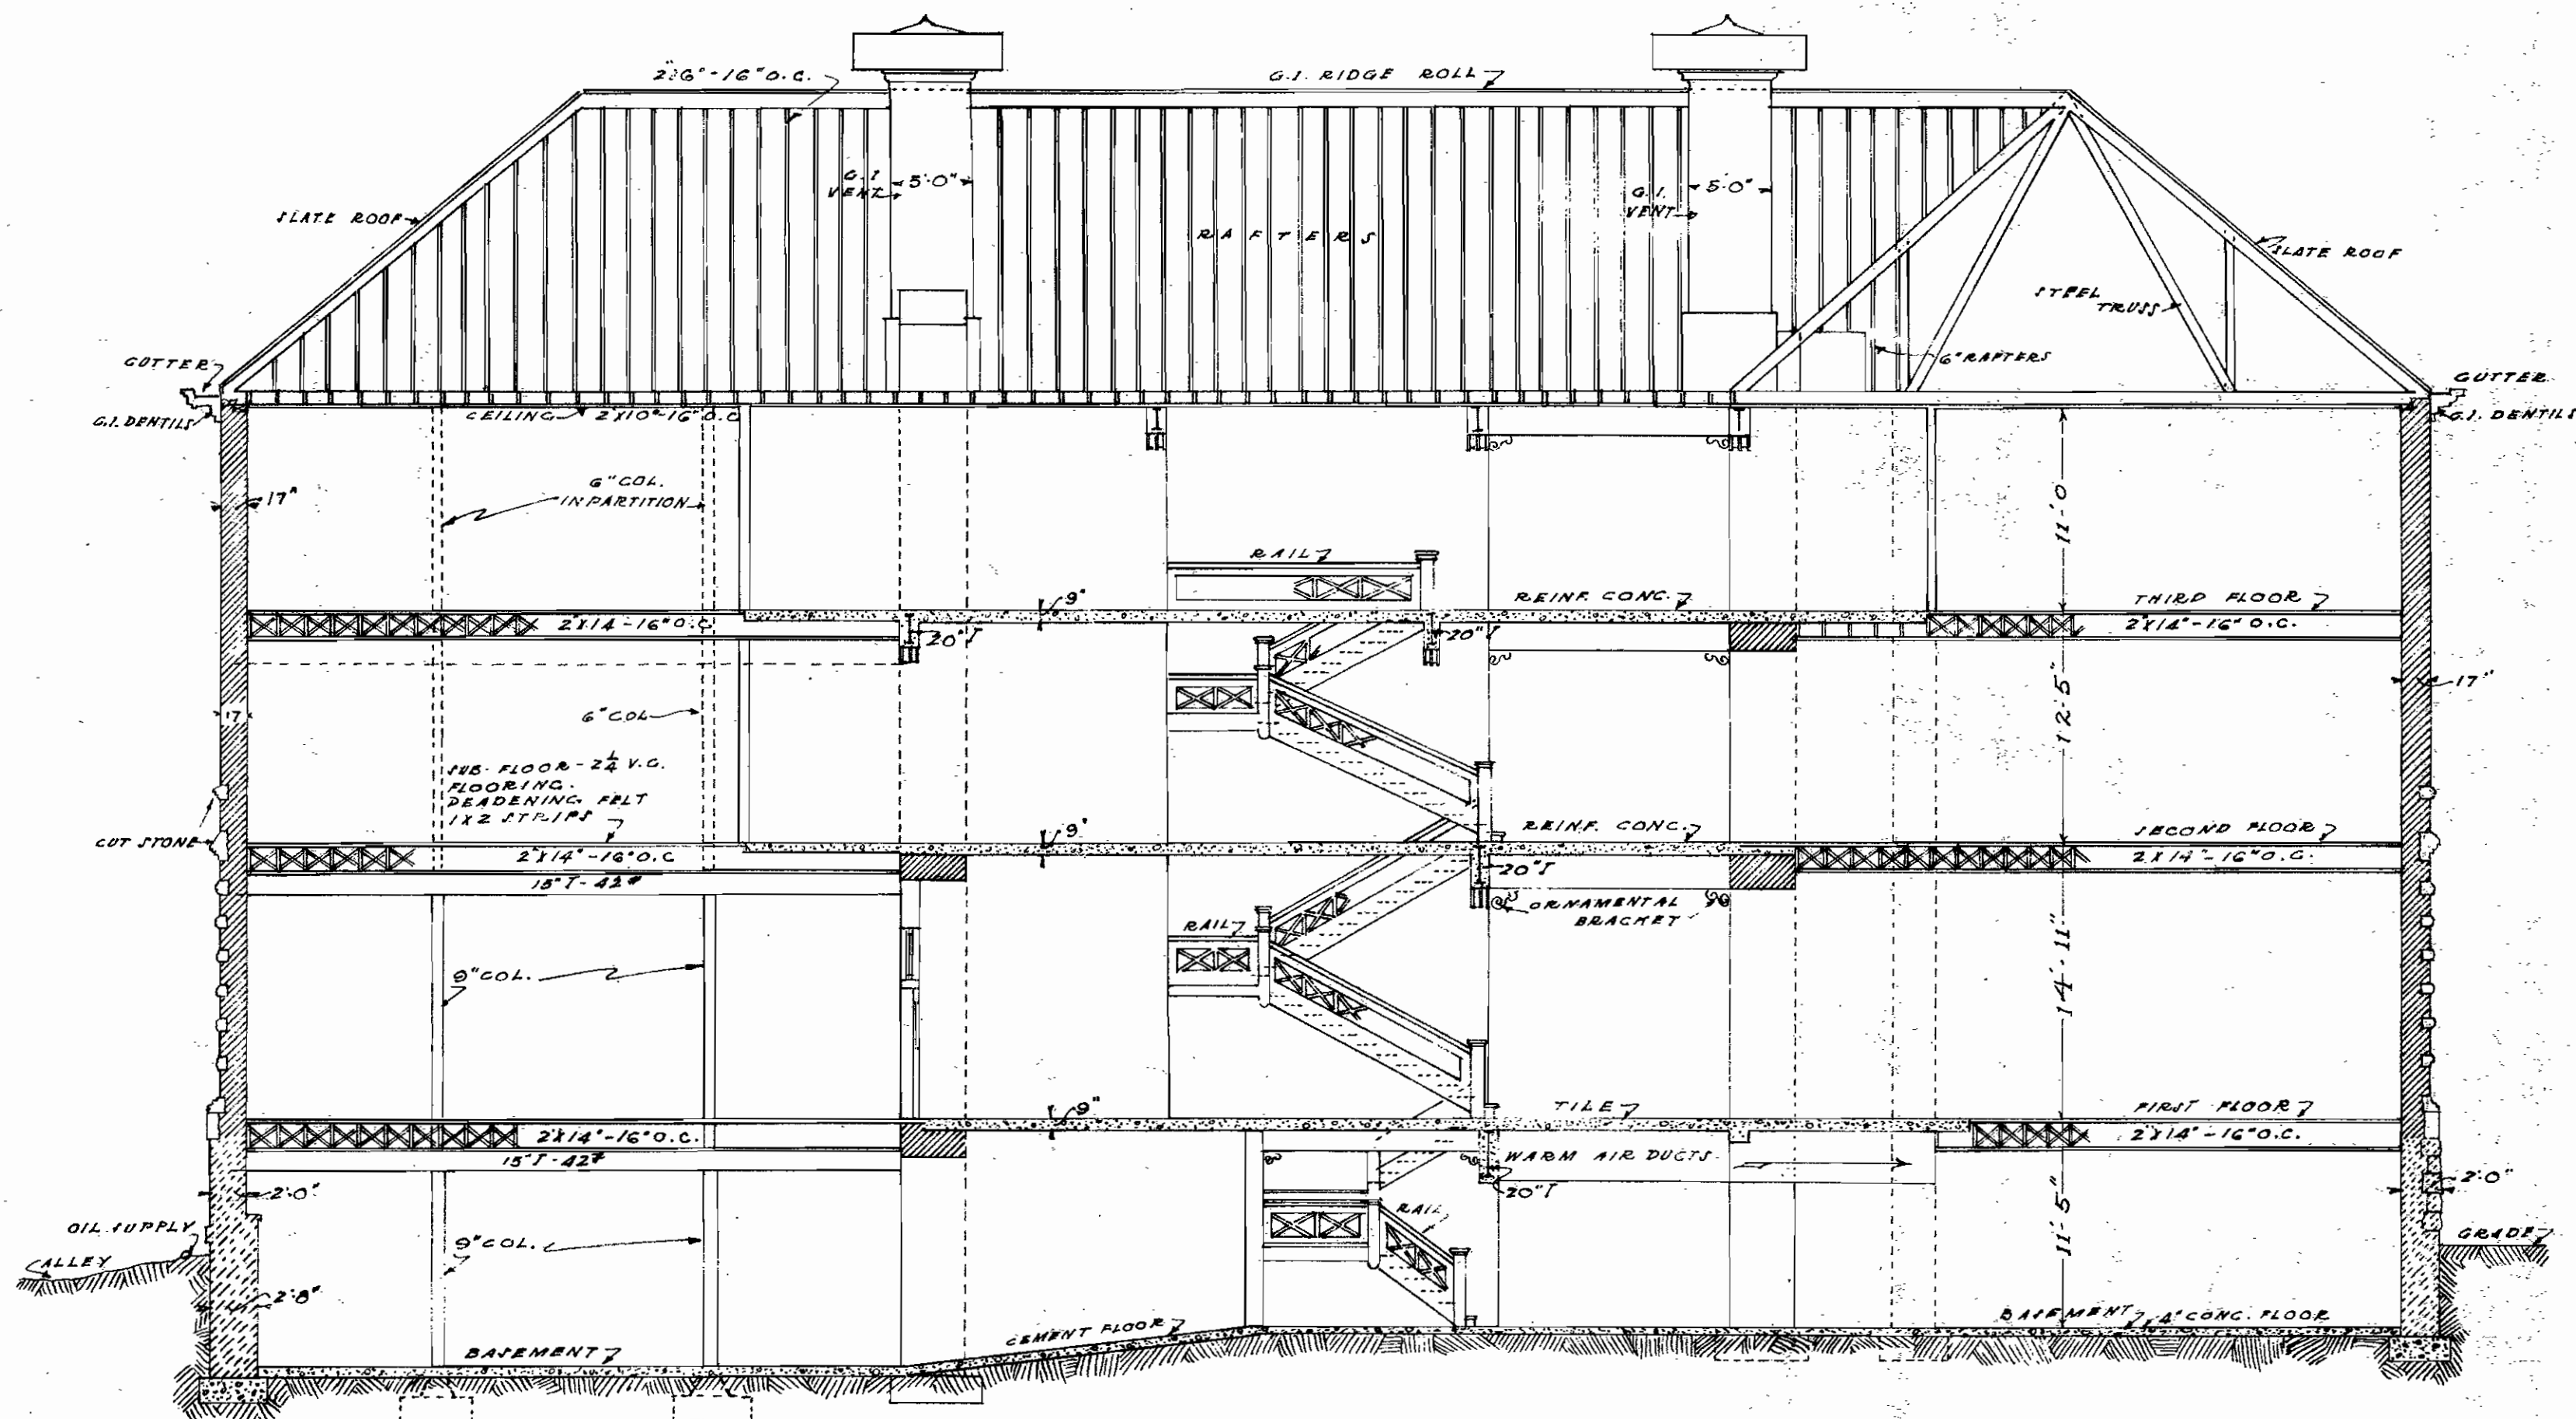 2"x6"-16"O.C.
G.I. RIDGE ROLL
G.I. VENT
5'-0"
G.I. VENT
5'-0"
SLATE ROOF
RAFTERS
SLATE ROOF
STEEL TRUSS
6" RAFTERS
GUTTER
GUTTER
G.I. DENTILS
CEILING 2"X10"-16"O.C.
G.I. DENTILS
17"
6" COL.
IN PARTITION
11'-0
RAIL
9"
REINF. CONC.
THIRD FLOOR
2X14-16"O.C.
20" I
20" I
2"X14"-16"O.C.
17
6" COL
12'-5"
17"
SUB-FLOOR-2 1/4 V.G.
FLOORING.
DEADENING FELT
1X2 STRIPS
CUT STONE
9"
REINF. CONC.
SECOND FLOOR
2"X14"-16"O.C
20" I
2X14"-16"O.C.
15" I-42#
ORNAMENTAL
BRACKET
RAIL
14'-11"
9" COL.
9"
TILE
FIRST FLOOR
2"X14"-16"O.C.
2"X14"-16"O.C.
15" I-42#
WARM AIR DUCTS
2'-0"
20" I
2'-0"
OIL SUPPLY
RAIL
11'-5"
GRADE
ALLEY
9" COL.
2'-8"
CEMENT FLOOR
BASEMENT
4" CONC. FLOOR
BASEMENT